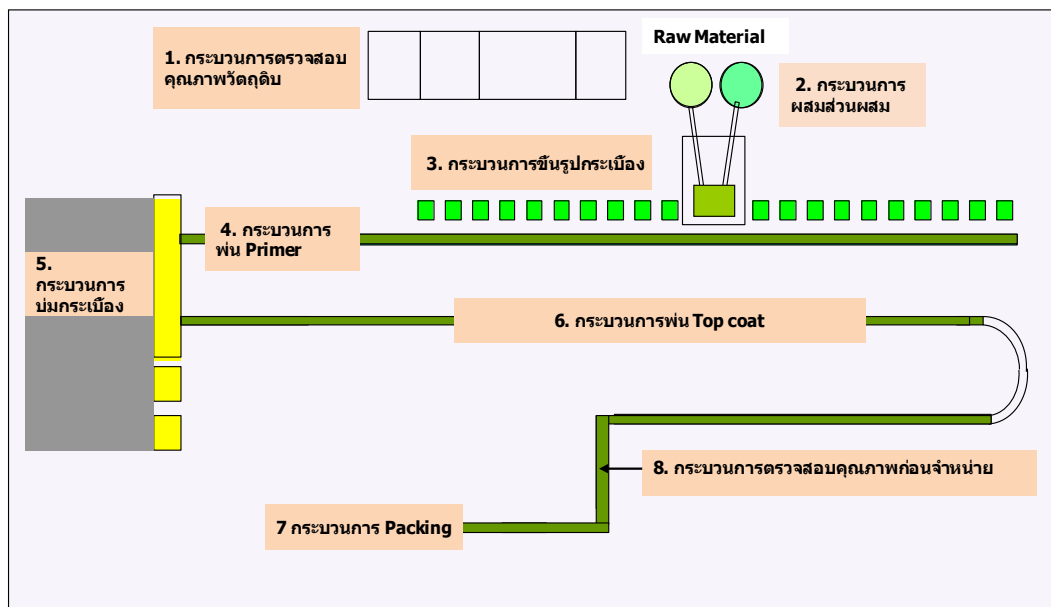 1. กระบวนการตรวจสอบ
คุณภาพวัตถุดิบ
Raw Material
2. กระบวนการ
ผสมส่วนผสม
3. กระบวนการขึ้นรูปกระเบื้อง
4. กระบวนการ
พ่น Primer
5.
กระบวนการ
บ่มกระเบื้อง
6. กระบวนการพ่น Top coat
8. กระบวนการตรวจสอบคุณภาพก่อนจำหน่าย
7 กระบวนการ Packing